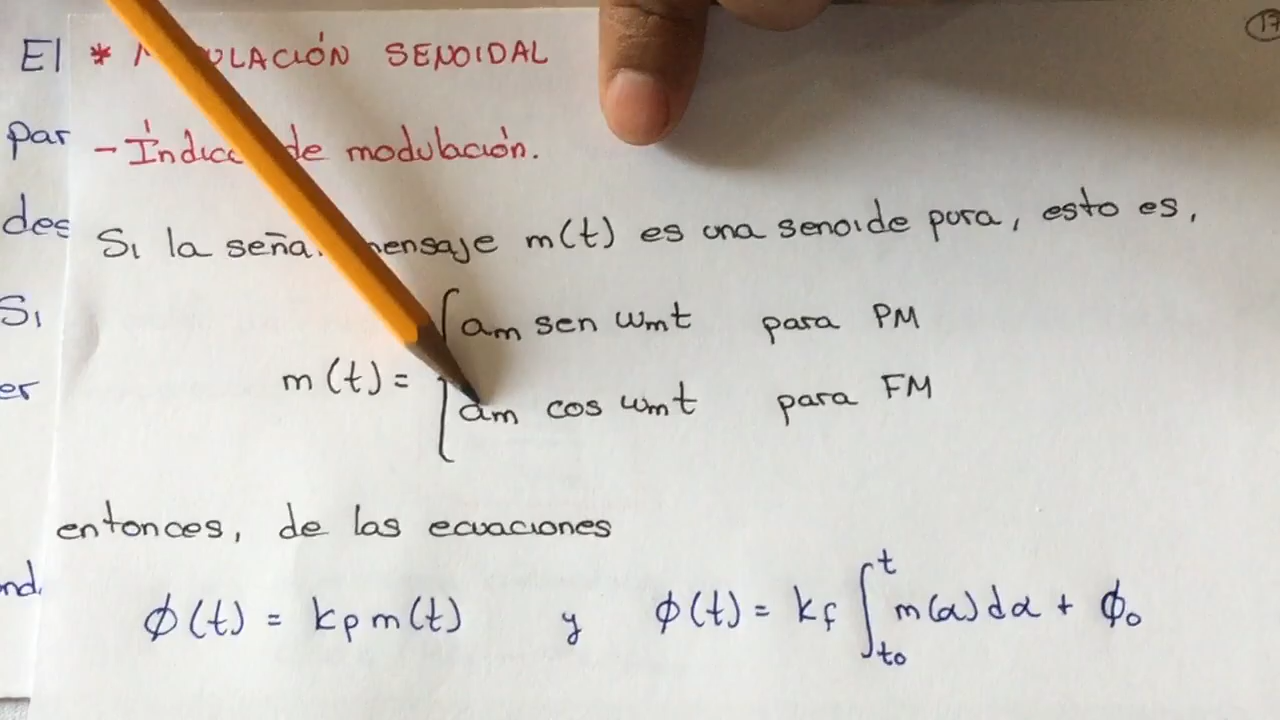 17
El * MODULACIÓN SENOIDAL
par - Índice de modulación.
des Si la señal mensaje m(t) es una senoide pura, esto es,
Si am sen ωmt para PM
m(t) =
er am cos ωmt para FM
entonces, de las ecuaciones
nd.
φ(t) = kp m(t) y φ(t) = kf ∫_{t0}^{t} m(α)dα + φ0